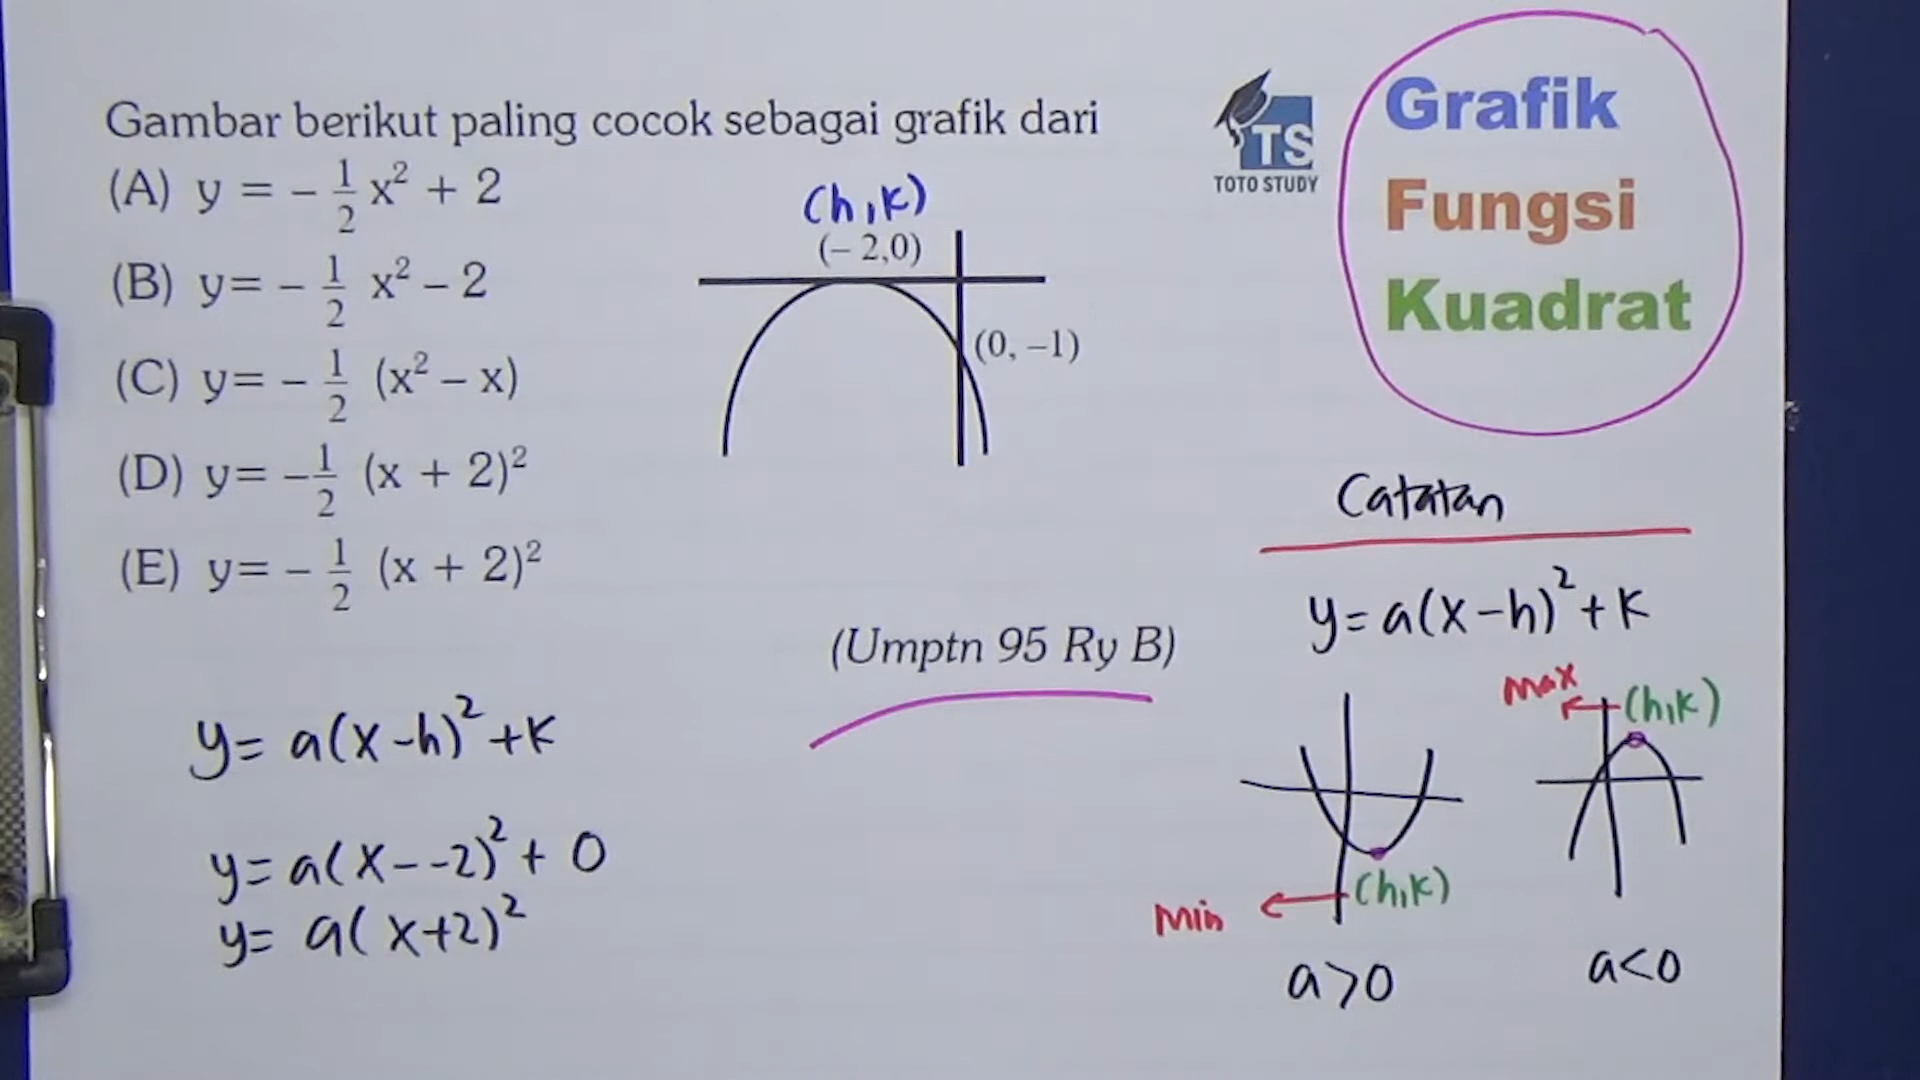 Gambar berikut paling cocok sebagai grafik dari
(A) y = - 1/2 x² + 2
(B) y= - 1/2 x² - 2
(C) y= - 1/2 (x² - x)
(D) y= -1/2 (x + 2)²
(E) y= - 1/2 (x + 2)²
(h,k)
(- 2,0)
(0, -1)
(Umptn 95 Ry B)
y= a(x-h)²+k
y= a(x--2)²+ 0
y= a(x+2)²
TS
TOTO STUDY
Grafik
Fungsi
Kuadrat
Catatan
y= a(x-h)²+k
max
(h,k)
(h,k)
min
a>0
a<0